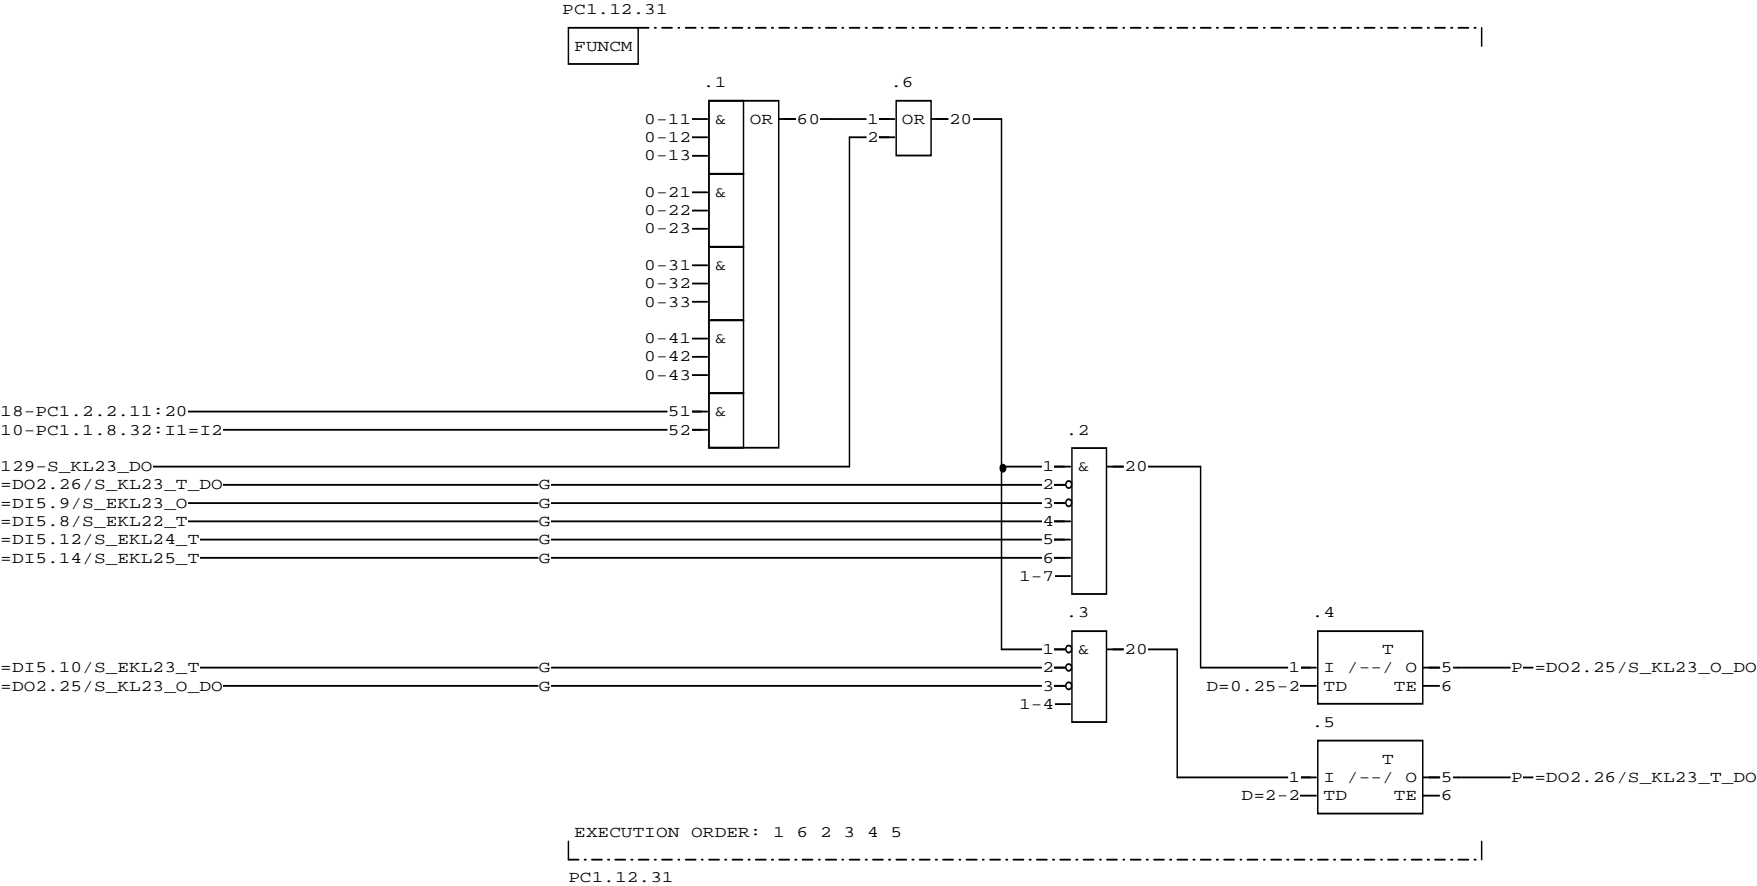 PC1.12.31
FUNCM
.1 .6
0-11 & OR 60 1 OR 20
0-12 2
0-13
0-21 &
0-22
0-23
0-31 &
0-32
0-33
0-41 &
0-42
0-43
18-PC1.2.2.11:20 51 &
10-PC1.1.8.32:I1=I2 52
.2
129-S_KL23_DO 1 & 20
=DO2.26/S_KL23_T_DO G 2
=DI5.9/S_EKL23_O G 3
=DI5.8/S_EKL22_T G 4
=DI5.12/S_EKL24_T G 5
=DI5.14/S_EKL25_T G 6
1-7
.3 .4
1 & 20 T
=DI5.10/S_EKL23_T G 2 1 I /--/ O 5 P-=DO2.25/S_KL23_O_DO
=DO2.25/S_KL23_O_DO G 3 D=0.25-2 TD TE 6
1-4
.5
T
1 I /--/ O 5 P-=DO2.26/S_KL23_T_DO
D=2-2 TD TE 6
EXECUTION ORDER: 1 6 2 3 4 5
PC1.12.31